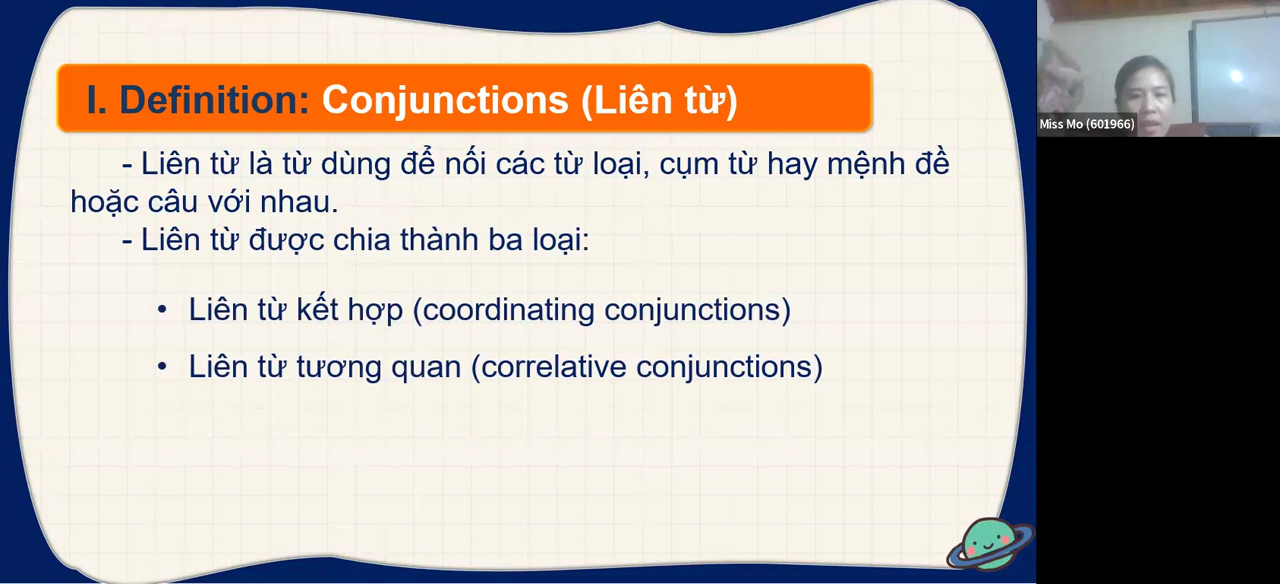 I. Definition: Conjunctions (Liên từ)
- Liên từ là từ dùng để nối các từ loại, cụm từ hay mệnh đề
hoặc câu với nhau.
- Liên từ được chia thành ba loại:
• Liên từ kết hợp (coordinating conjunctions)
• Liên từ tương quan (correlative conjunctions)
Miss Mo (601966)